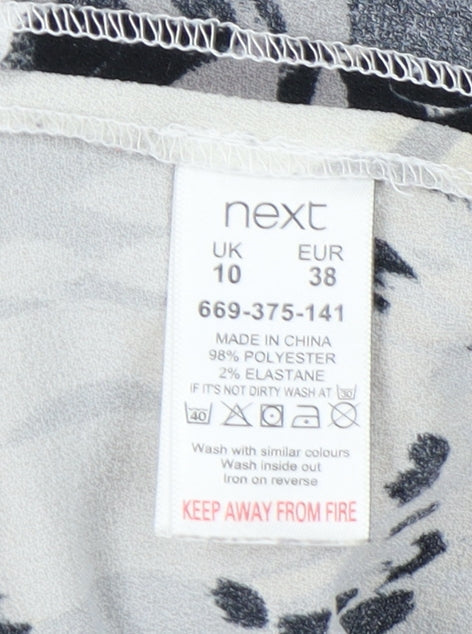 next
UK EUR
10 38
669-375-141
MADE IN CHINA
98% POLYESTER
2% ELASTANE
IF IT'S NOT DIRTY WASH AT 30
40
Wash with similar colours
Wash inside out
Iron on reverse
KEEP AWAY FROM FIRE